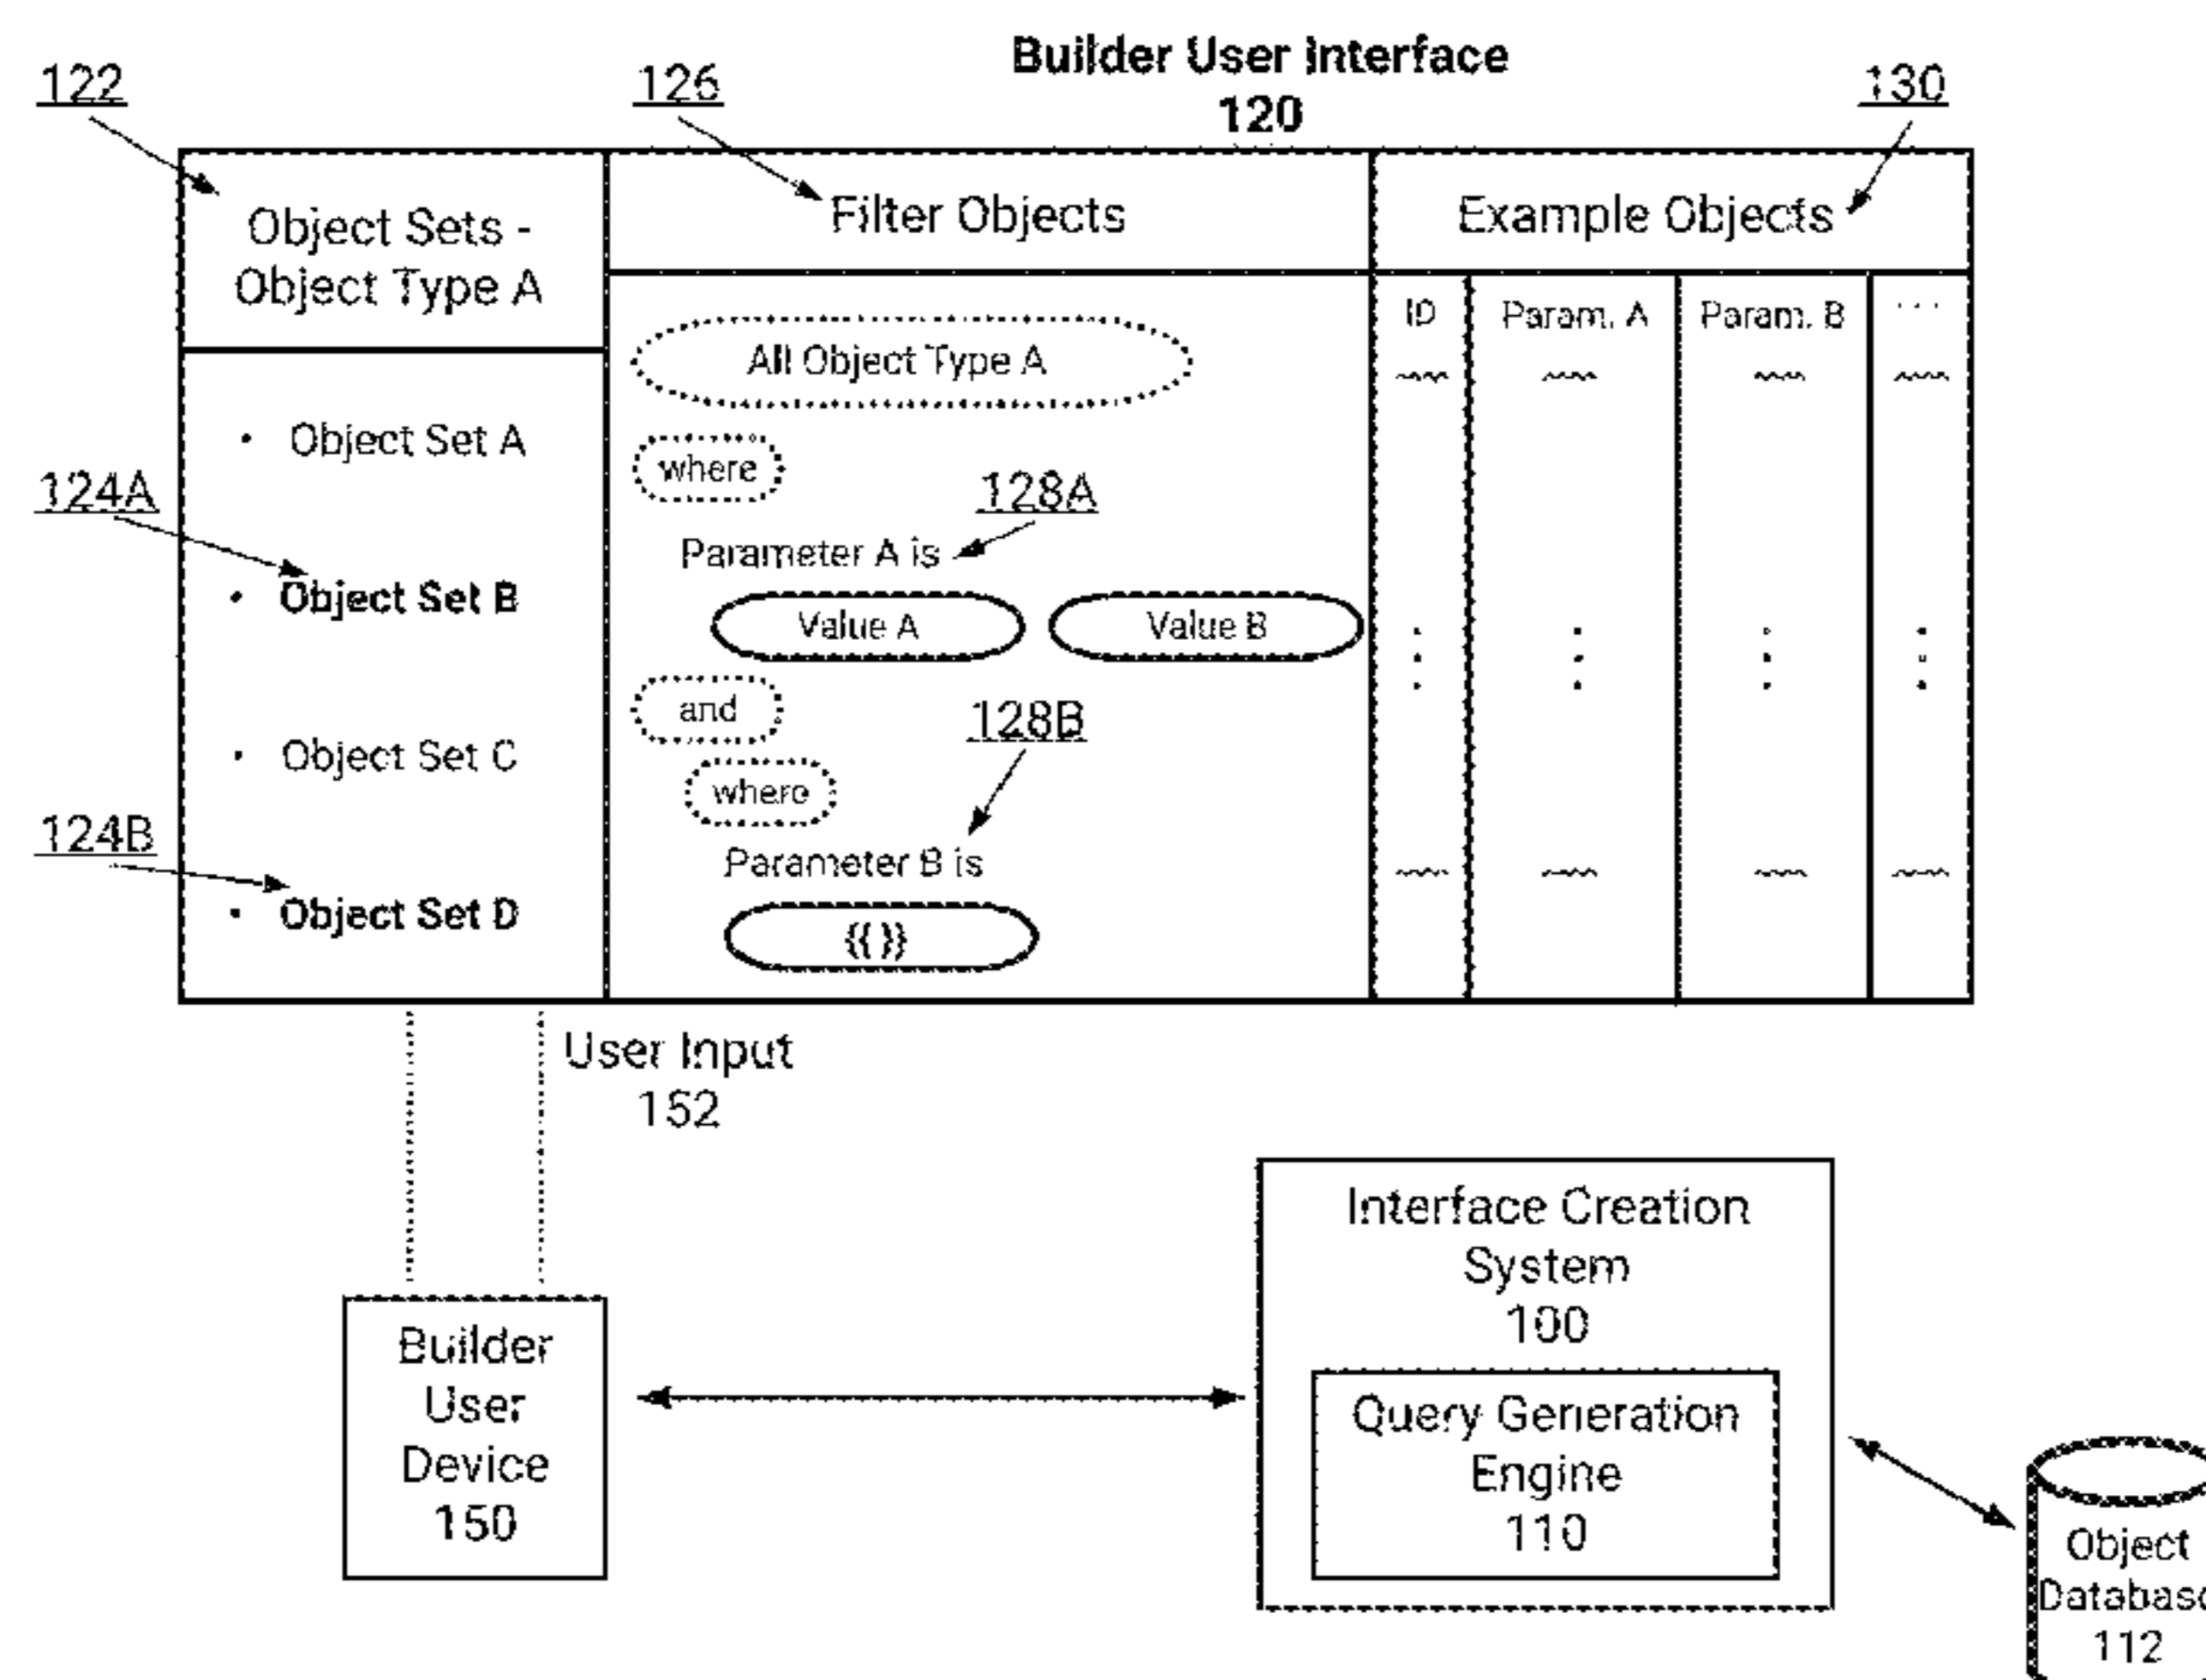 Builder User Interface
120
122
126
130
Object Sets -
Object Type A
Filter Objects
Example Objects
ID
Param. A
Param. B
...
All Object Type A
• Object Set A
where
124A
128A
Parameter A is
• Object Set B
Value A
Value B
and
128B
• Object Set C
where
124B
Parameter B is
• Object Set D
{{ }}
User Input
152
Interface Creation
System
100
Builder
User
Device
150
Query Generation
Engine
110
Object
Database
112